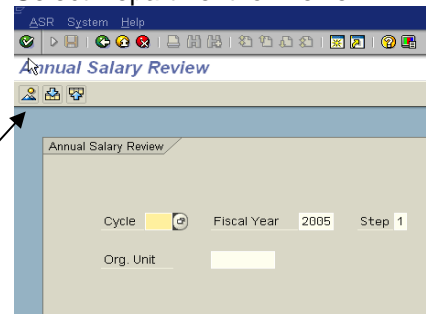 ASR System Help
Annual Salary Review
Annual Salary Review
Cycle Fiscal Year 2005 Step 1
Org. Unit